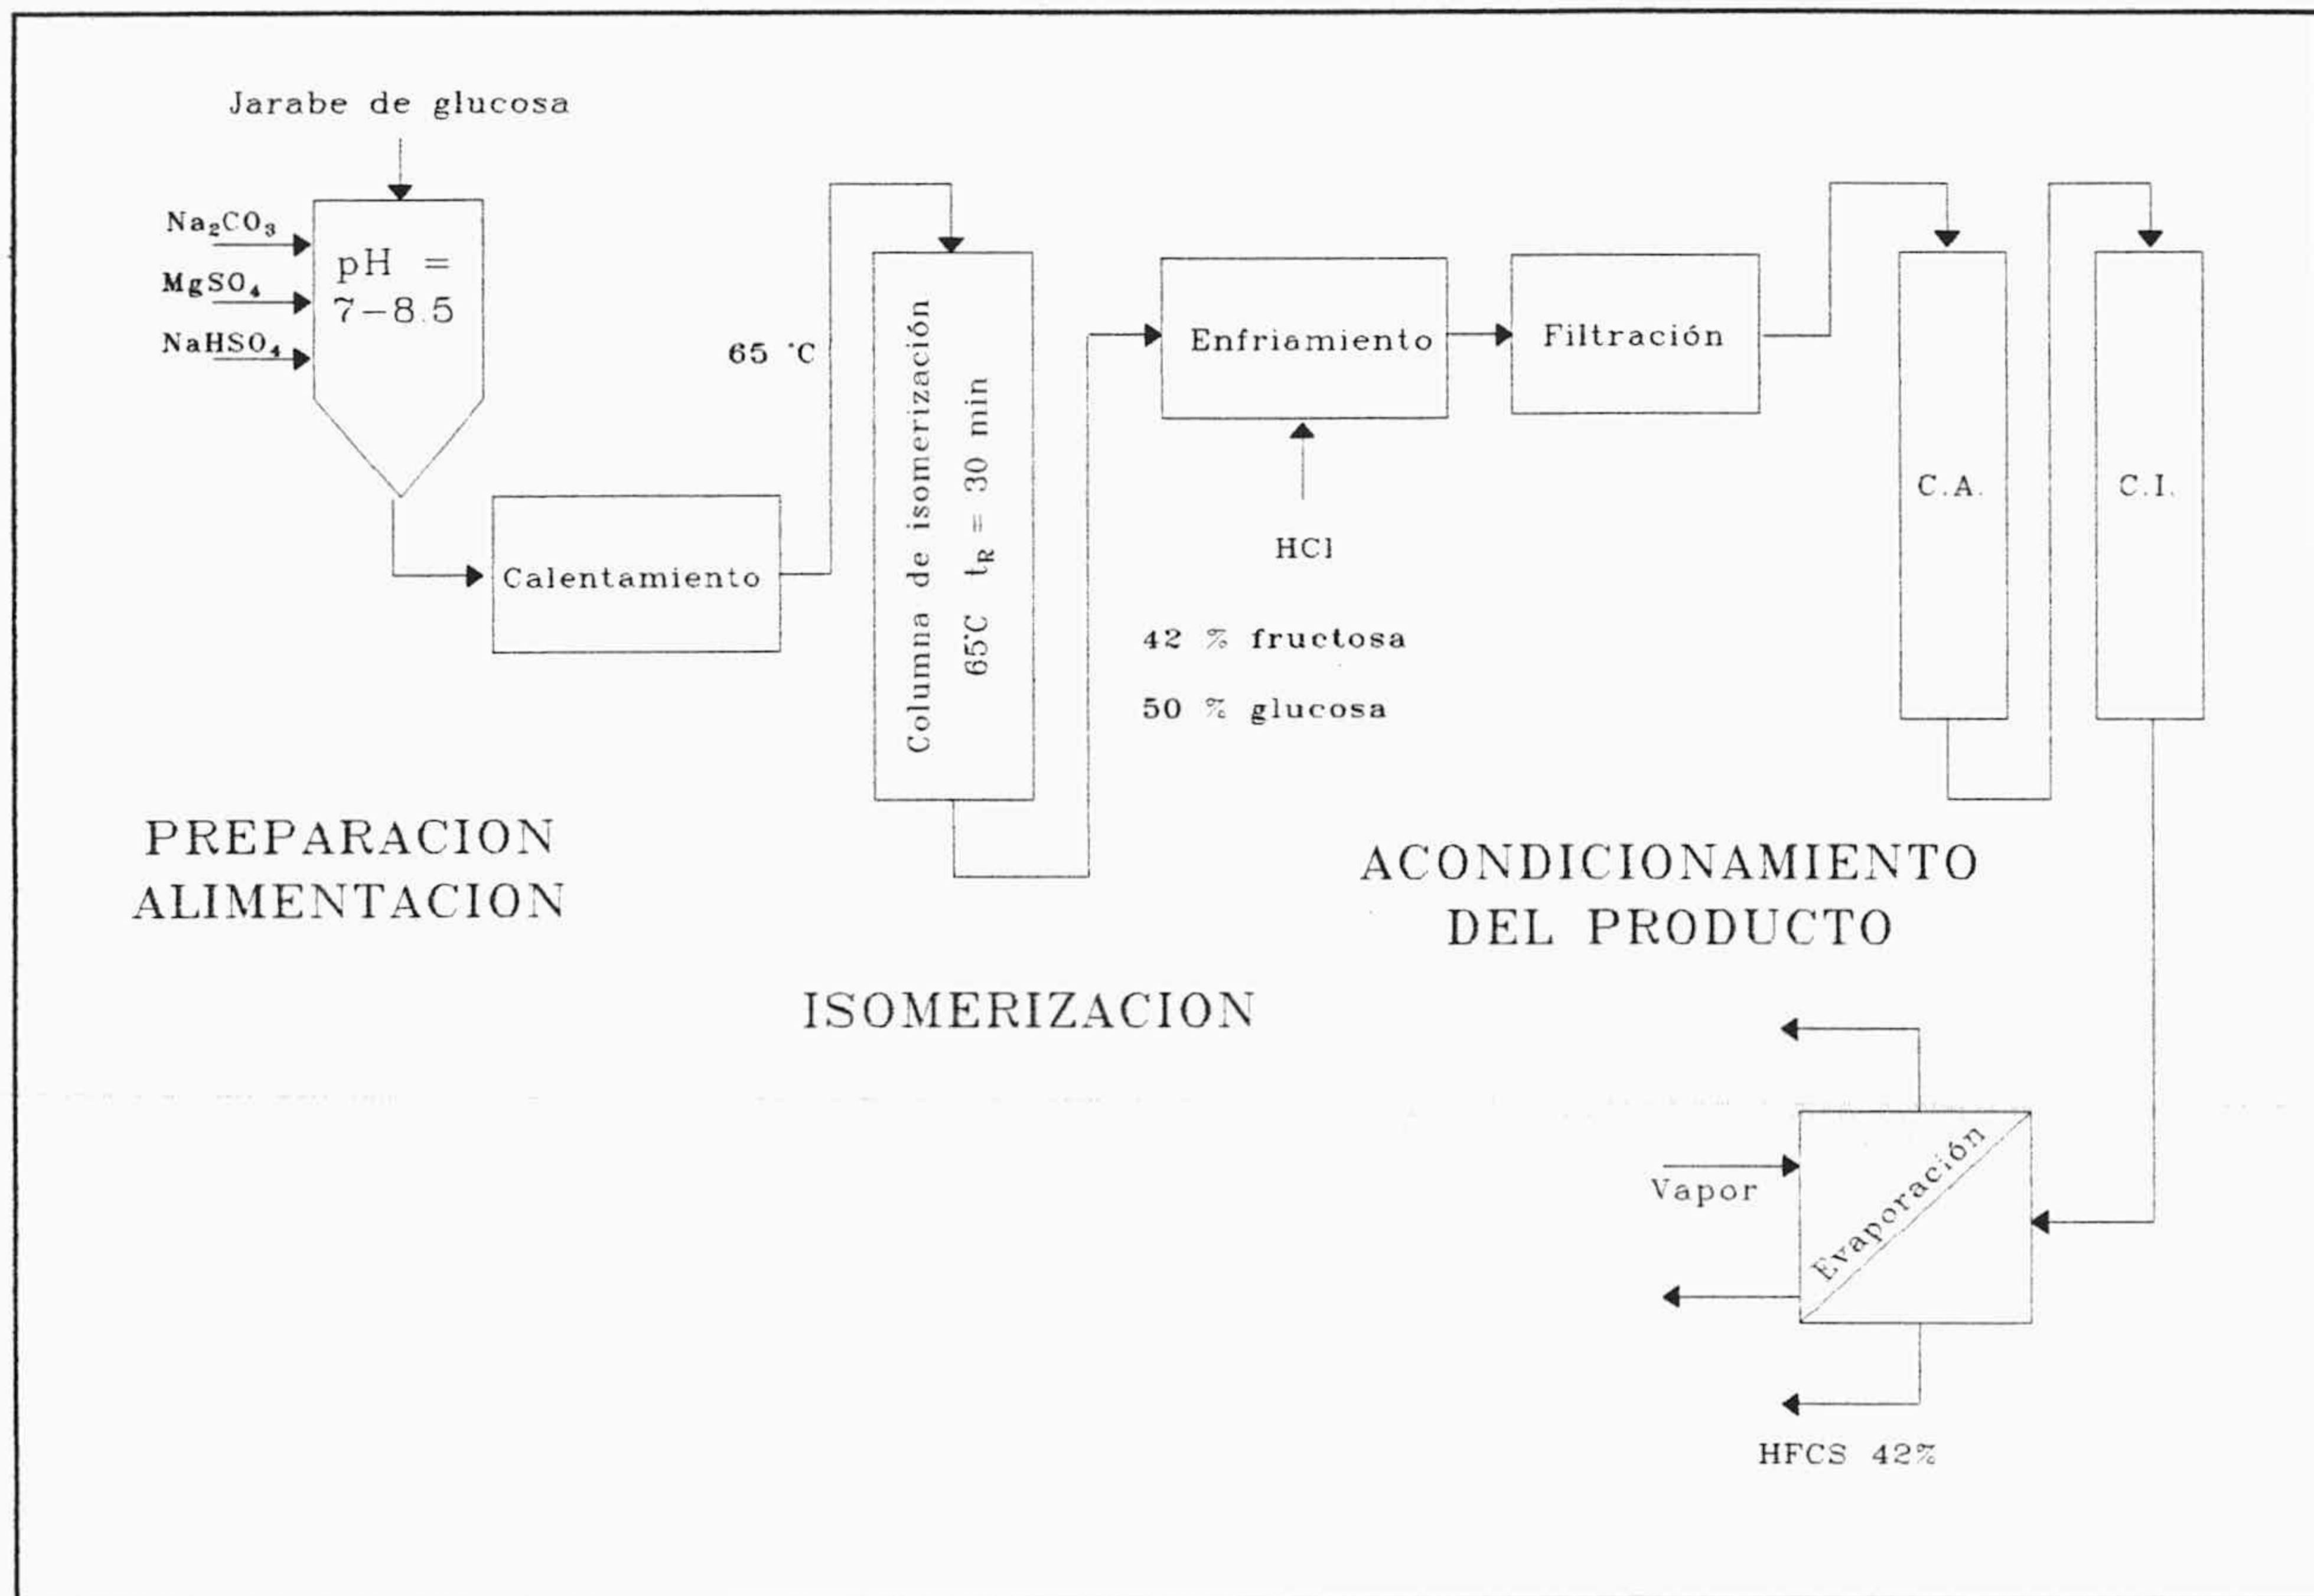 Jarabe de glucosa
Na₂CO₃
MgSO₄
NaHSO₄
pH =
7-8.5
Calentamiento
65 °C
Columna de isomerización
65°C t_R = 30 min
Enfriamiento
HCl
42 % fructosa
50 % glucosa
Filtración
C.A.
C.I.
PREPARACION
ALIMENTACION
ISOMERIZACION
ACONDICIONAMIENTO
DEL PRODUCTO
Vapor
Evaporación
HFCS 42%